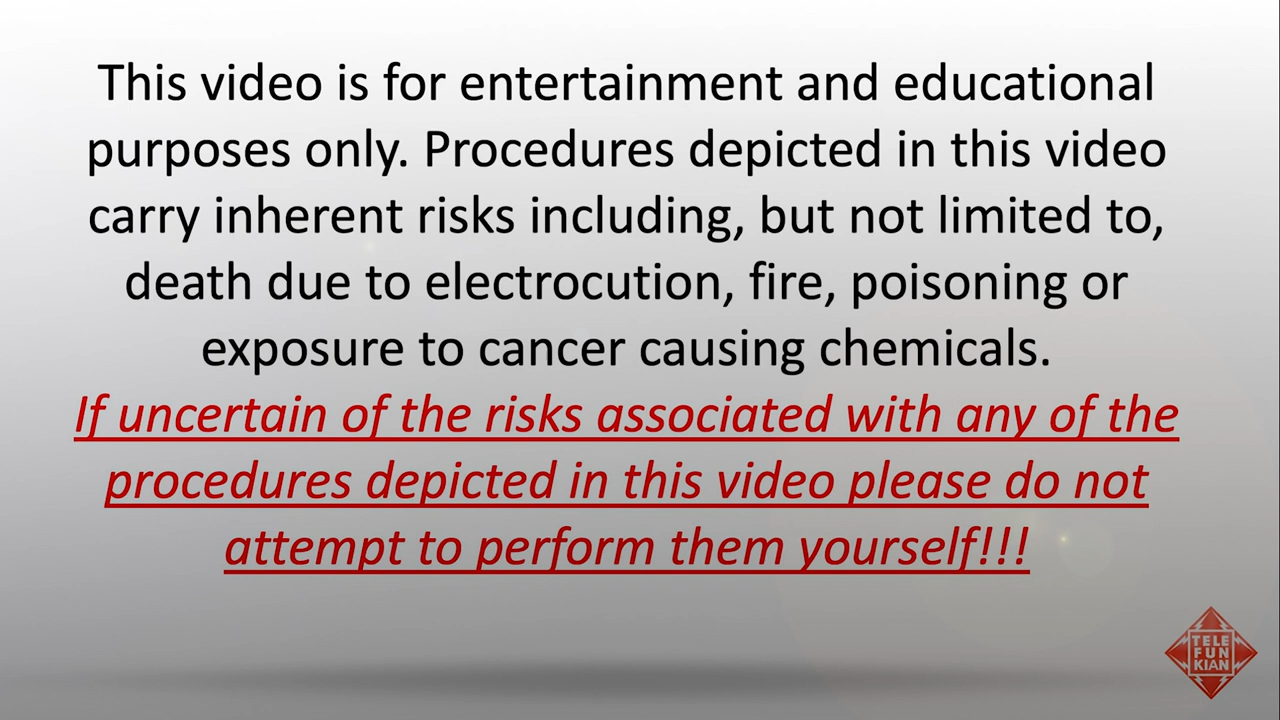 This video is for entertainment and educational
purposes only. Procedures depicted in this video
carry inherent risks including, but not limited to,
death due to electrocution, fire, poisoning or
exposure to cancer causing chemicals.
If uncertain of the risks associated with any of the
procedures depicted in this video please do not
attempt to perform them yourself!!!
TELE
FUN
KIAN